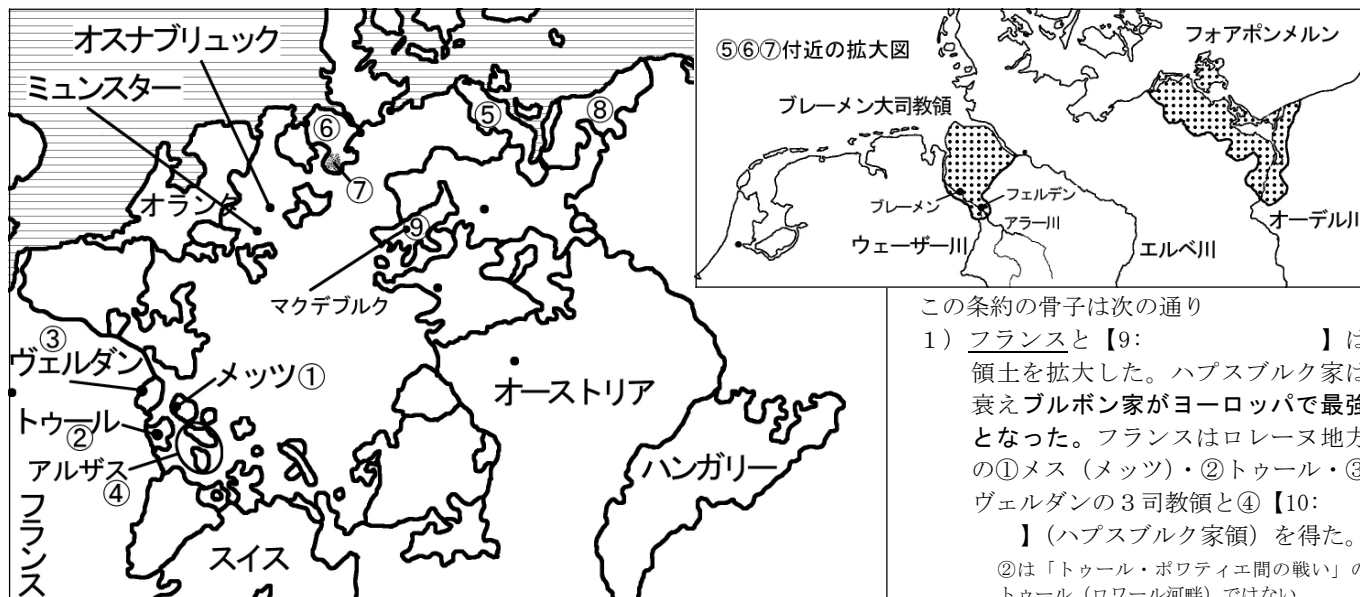 オスナブリュック
ミュンスター
⑥
⑤
⑧
⑦
オランダ
⑨
マクデブルク
③
ヴェルダン
メッツ①
オーストリア
トゥール
②
アルザス
④
ハンガリー
フランス
スイス
⑤⑥⑦付近の拡大図
フォアポンメルン
ブレーメン大司教領
ブレーメン
フェルデン
アラー川
オーデル川
ウェーザー川
エルベ川
この条約の骨子は次の通り
1）フランスと【9:　　　　　　　】は
領土を拡大した。ハプスブルク家は
衰えブルボン家がヨーロッパで最強
となった。フランスはロレーヌ地方
の①メス（メッツ）・②トゥール・③
ヴェルダンの3司教領と④【10:
】（ハプスブルク家領）を得た。
②は「トゥール・ポワティエ間の戦い」の
トゥール（ロワール河畔）ではない